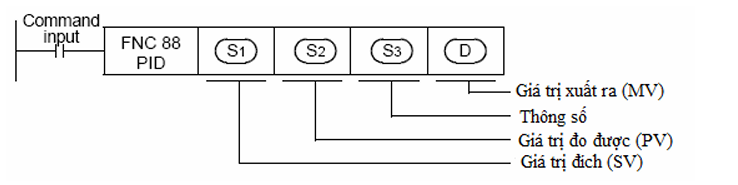 Command
input
FNC 88
PID
S1
S2
S3
D
Giá trị xuất ra (MV)
Thông số
Giá trị đo được (PV)
Giá trị đích (SV)